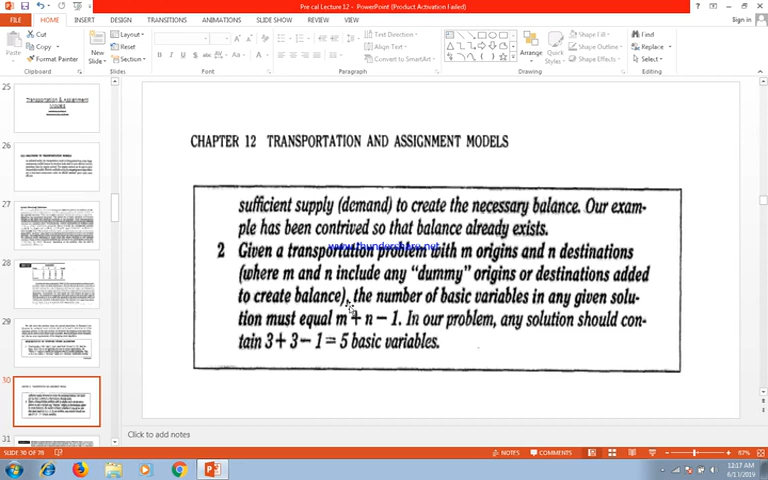 Pre cal Lecture 12 - PowerPoint (Product Activation Failed)
FILE HOME INSERT DESIGN TRANSITIONS ANIMATIONS SLIDE SHOW REVIEW VIEW Sign in
Paste Cut Copy Format Painter Clipboard
New Slide Layout Reset Section Slides
Font
Text Direction Align Text Convert to SmartArt Paragraph
Arrange Quick Styles Shape Fill Shape Outline Shape Effects Drawing
Find Replace Select Editing
25
Transportation & Assignment
Models
26
27
28
29
30
31
CHAPTER 12 TRANSPORTATION AND ASSIGNMENT MODELS
sufficient supply (demand) to create the necessary balance. Our exam-
ple has been contrived so that balance already exists.
www.thundershare.net
2 Given a transportation problem with m origins and n destinations
(where m and n include any "dummy" origins or destinations added
to create balance), the number of basic variables in any given solu-
tion must equal m + n − 1. In our problem, any solution should con-
tain 3 + 3 − 1 = 5 basic variables.
Click to add notes
SLIDE 30 OF 78 NOTES COMMENTS 87%
12:17 AM
6/17/2019